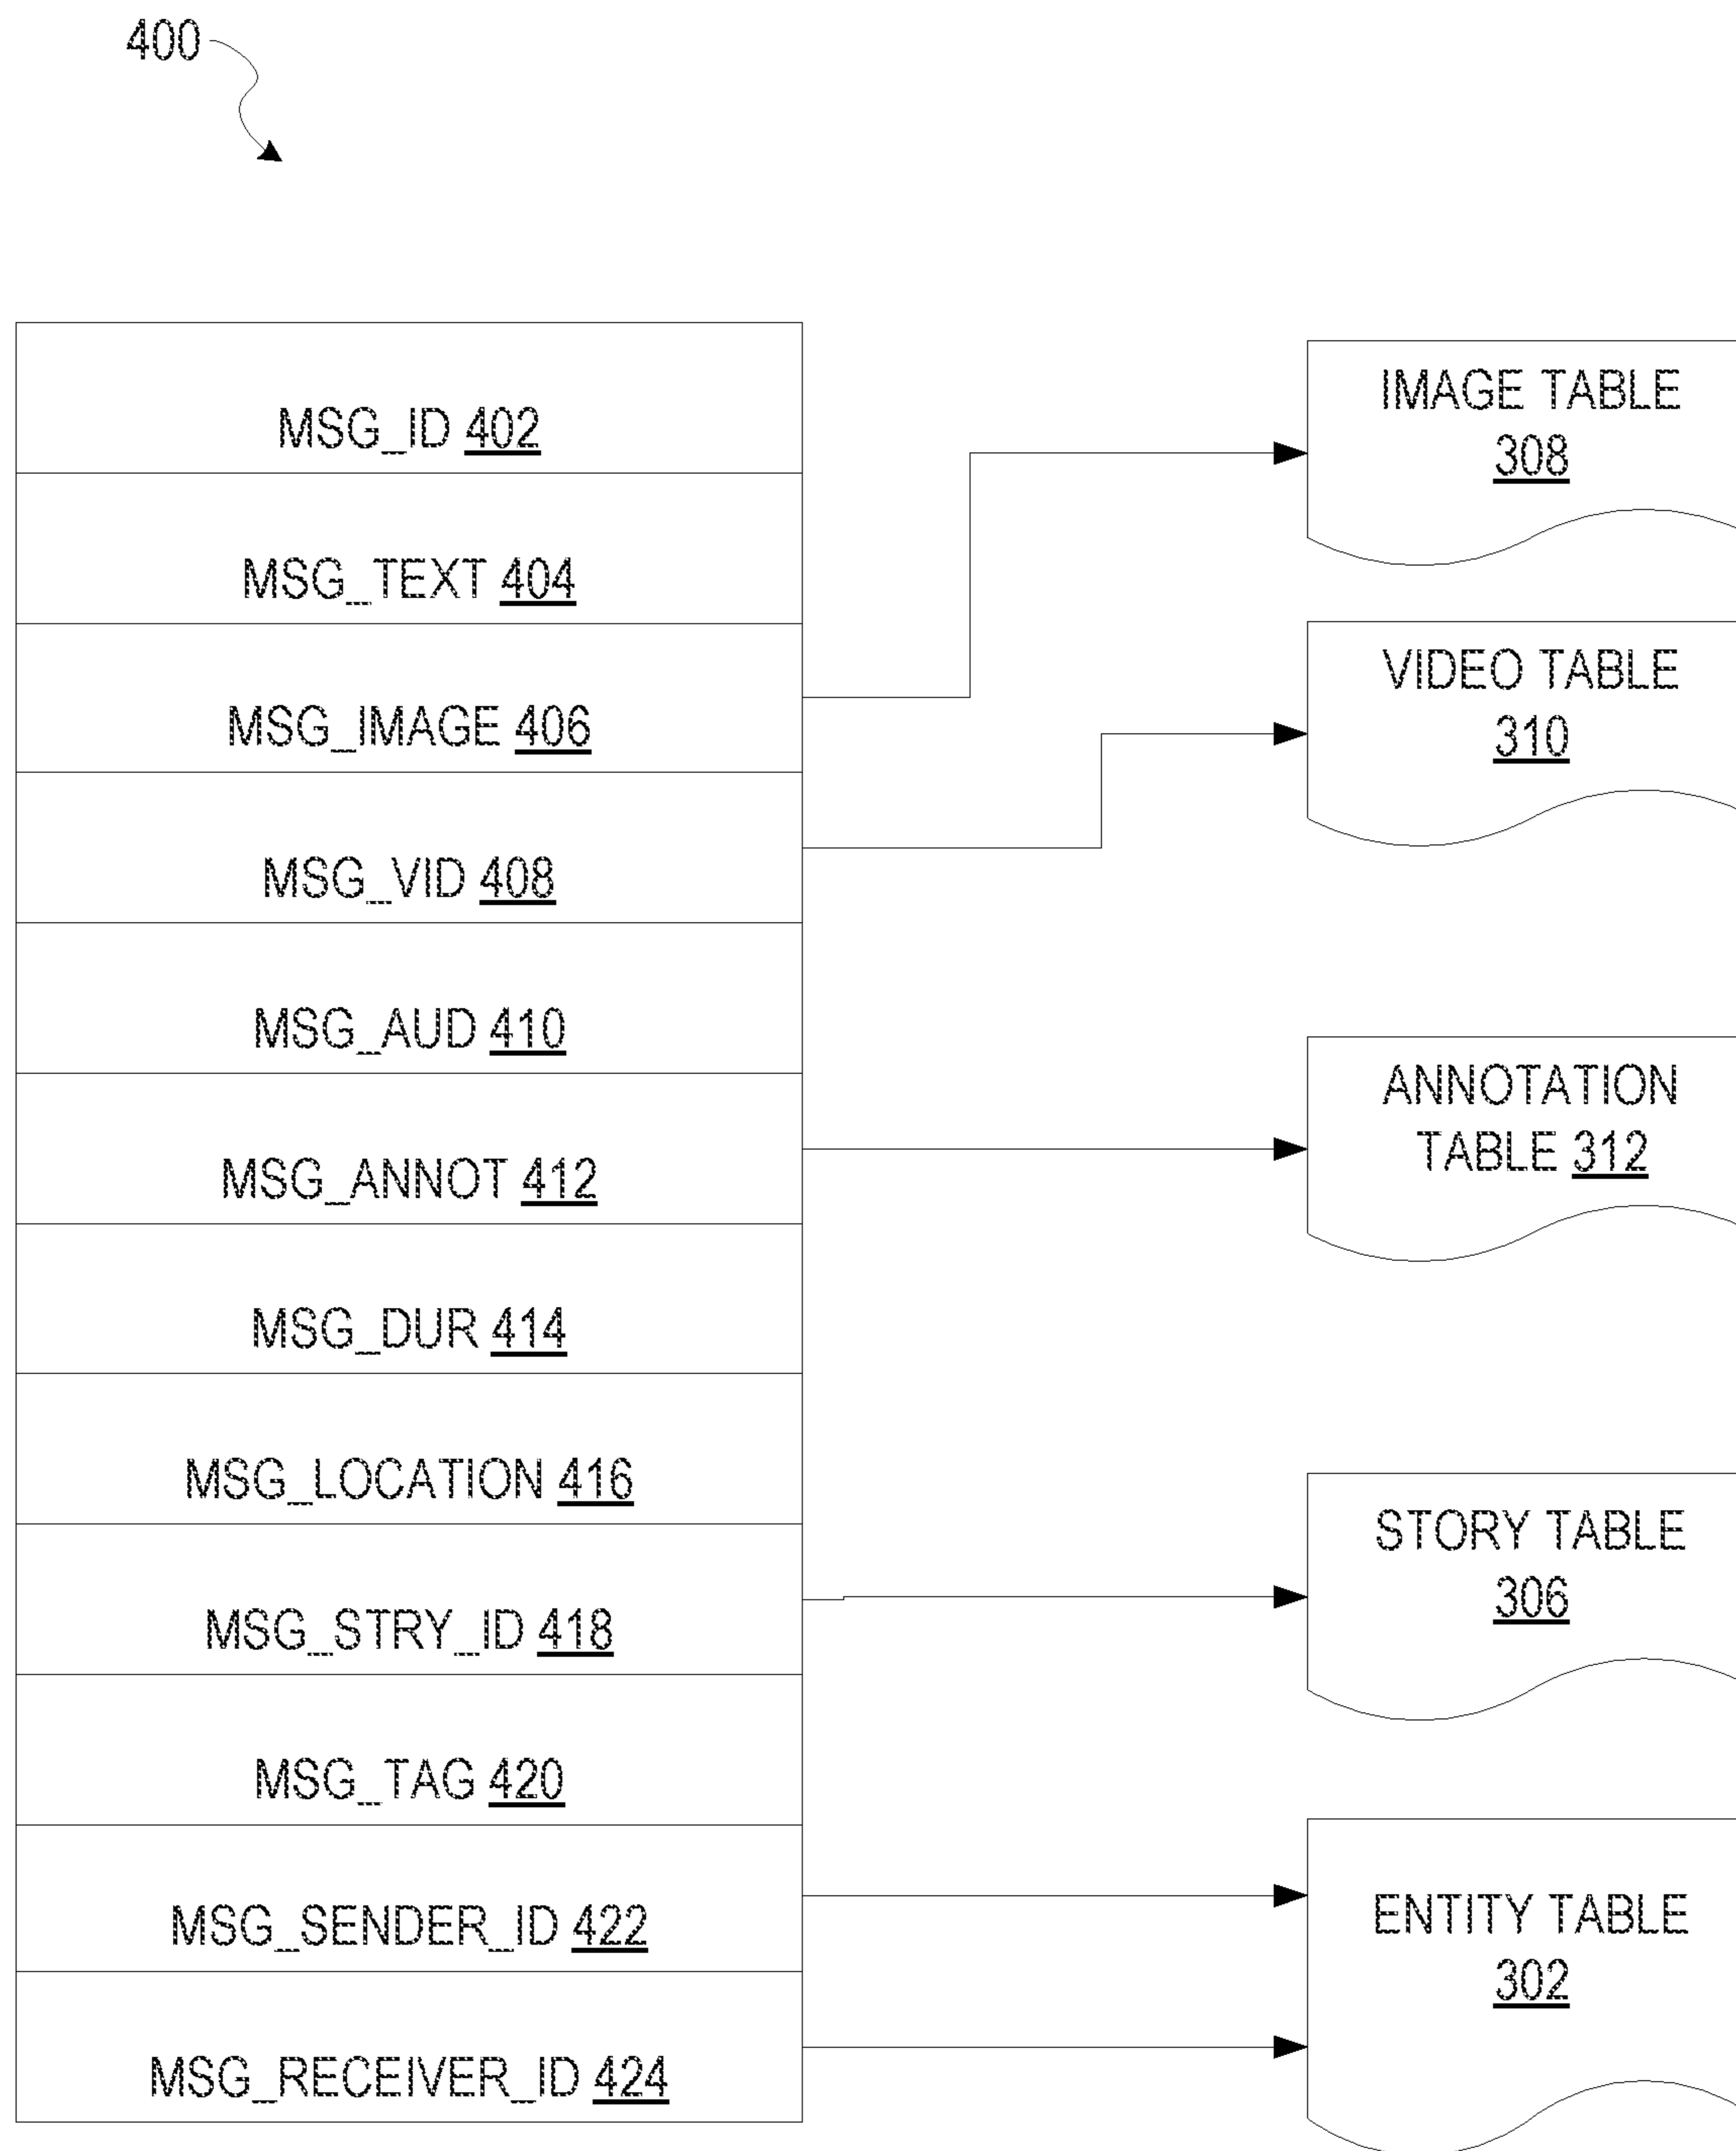 400
MSG_ID 402
MSG_TEXT 404
MSG_IMAGE 406
MSG_VID 408
MSG_AUD 410
MSG_ANNOT 412
MSG_DUR 414
MSG_LOCATION 416
MSG_STRY_ID 418
MSG_TAG 420
MSG_SENDER_ID 422
MSG_RECEIVER_ID 424
IMAGE TABLE
308
VIDEO TABLE
310
ANNOTATION
TABLE 312
STORY TABLE
306
ENTITY TABLE
302